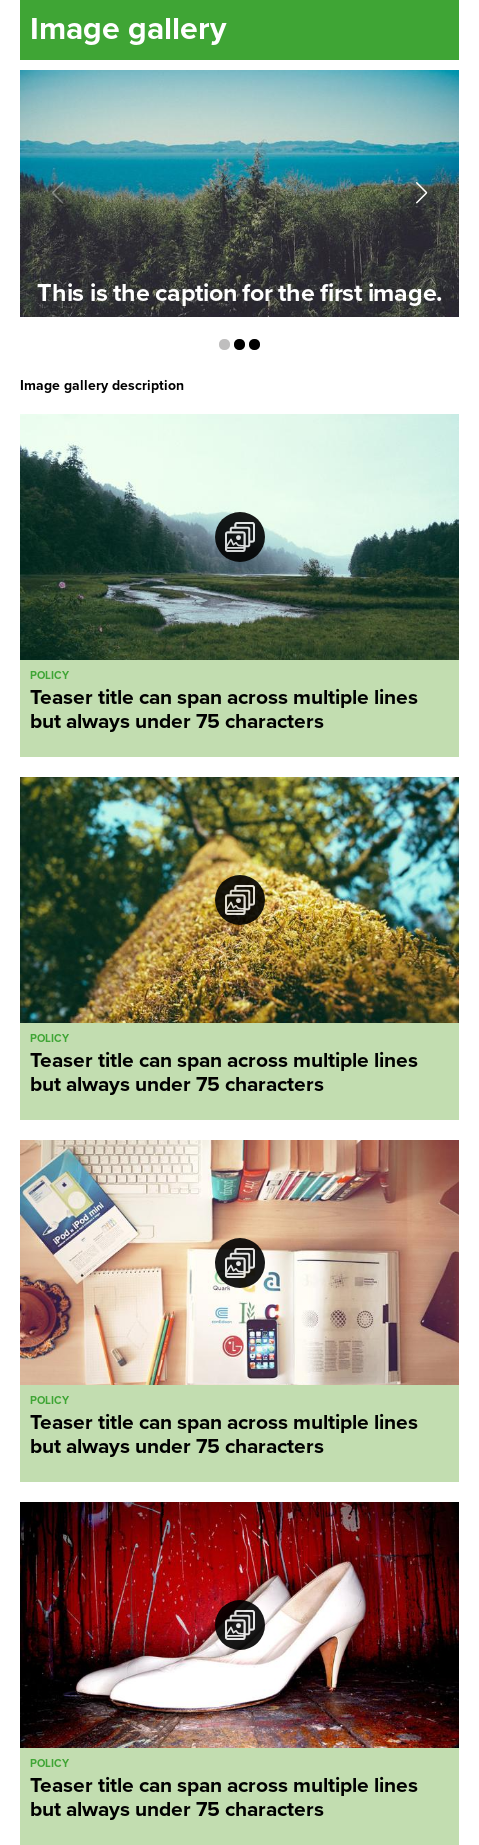 Image gallery
This is the caption for the first image.
Image gallery description
POLICY
Teaser title can span across multiple lines
but always under 75 characters
POLICY
Teaser title can span across multiple lines
but always under 75 characters
iPod + iPod mini
Quark
LG
POLICY
Teaser title can span across multiple lines
but always under 75 characters
POLICY
Teaser title can span across multiple lines
but always under 75 characters